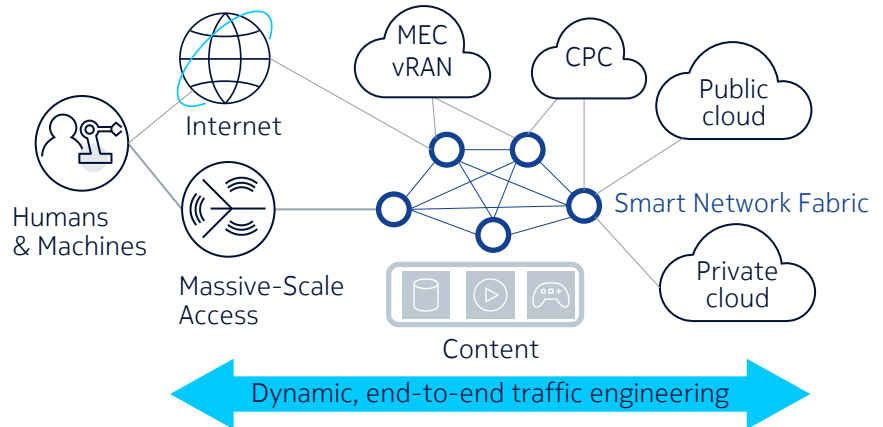 MEC
vRAN
CPC
Public
cloud
Internet
Humans
& Machines
Smart Network Fabric
Massive-Scale
Access
Private
cloud
Content
Dynamic, end-to-end traffic engineering